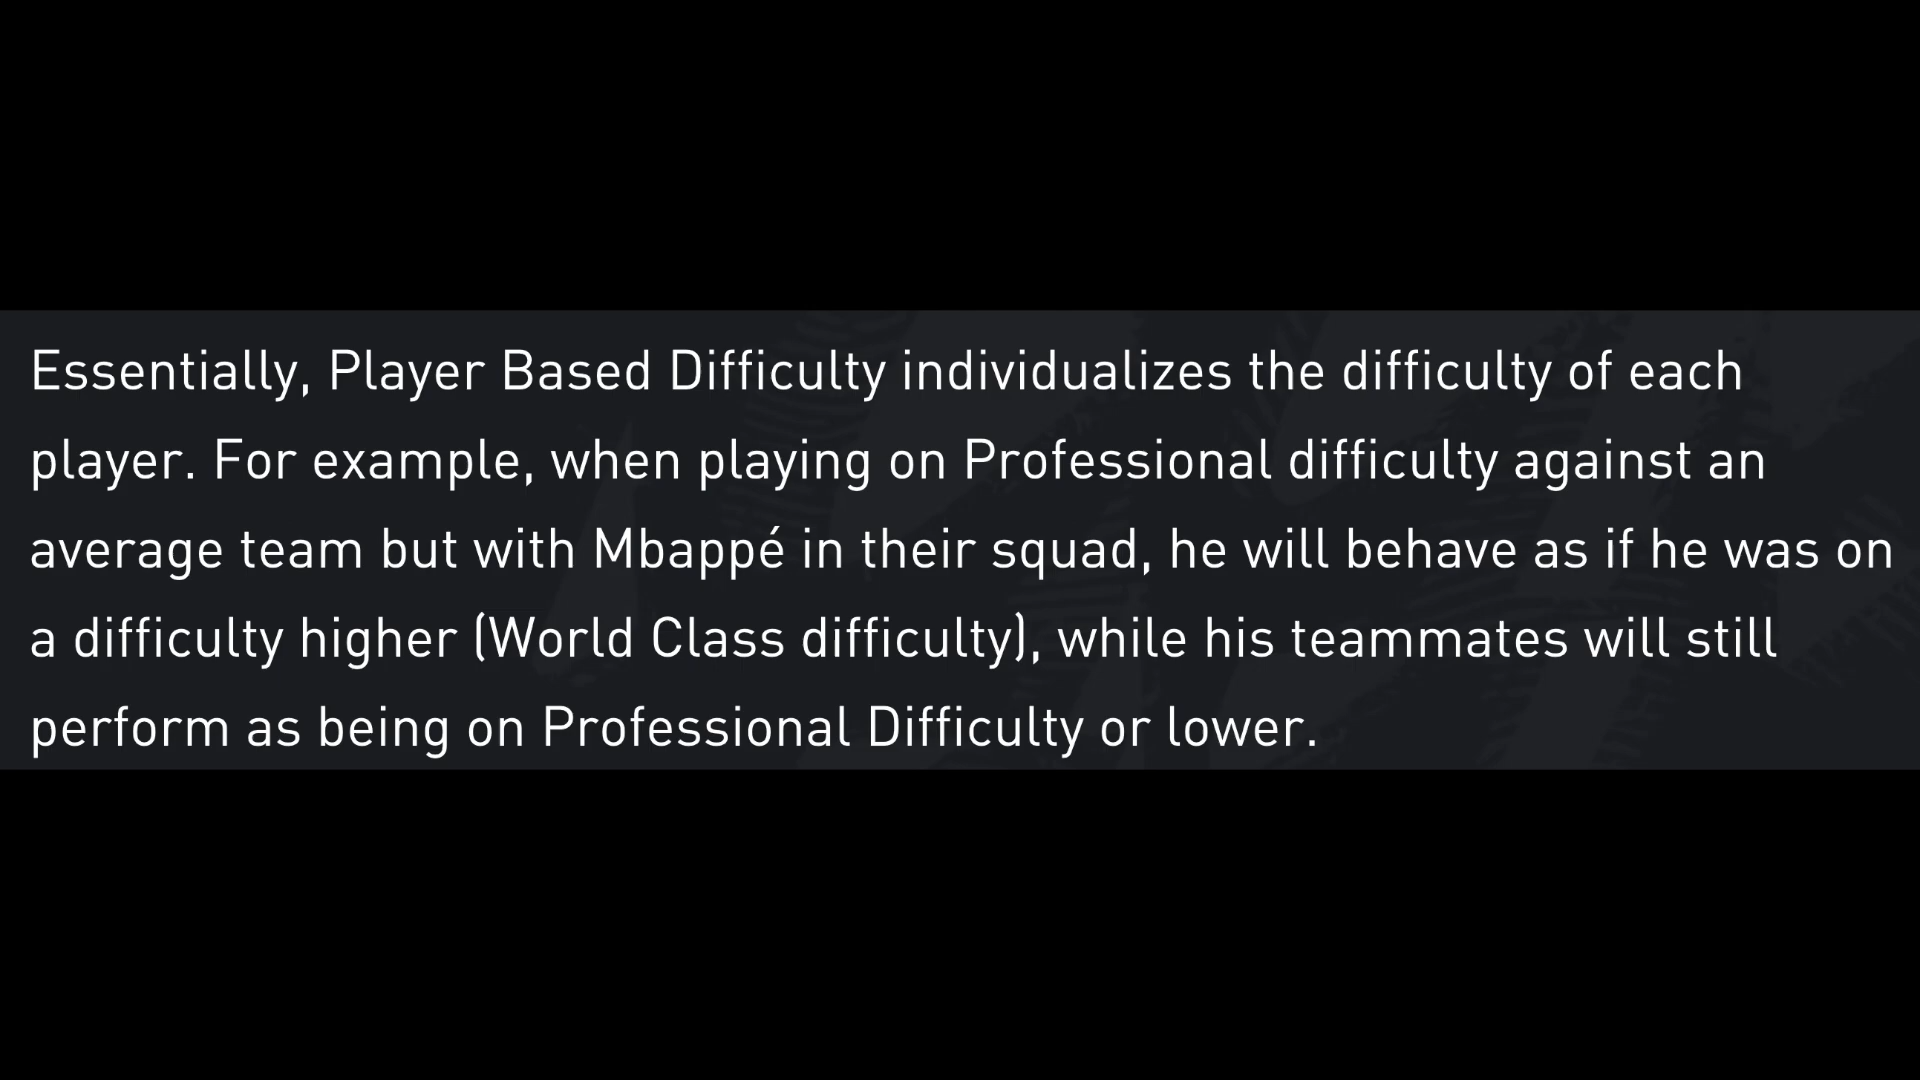 Essentially, Player Based Difficulty individualizes the difficulty of each
player. For example, when playing on Professional difficulty against an
average team but with Mbappé in their squad, he will behave as if he was on
a difficulty higher (World Class difficulty), while his teammates will still
perform as being on Professional Difficulty or lower.